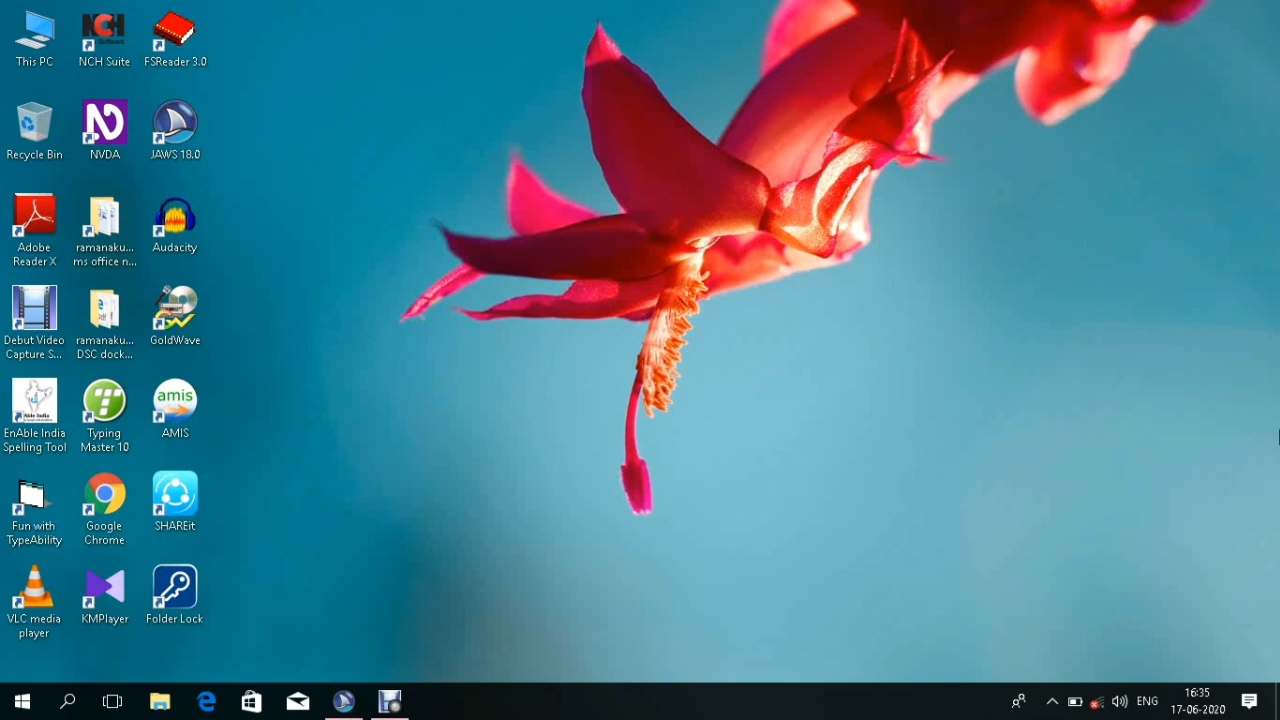 This PC
NCH Suite
FSReader 3.0
Recycle Bin
NVDA
JAWS 18.0
Adobe
Reader X
ramanaku...
ms office n...
Audacity
Debut Video
Capture S...
ramanaku...
DSC dock...
GoldWave
EnAble India
Spelling Tool
Typing
Master 10
amis
AMIS
Fun with
TypeAbility
Google
Chrome
SHAREit
VLC media
player
KMPlayer
Folder Lock
ENG
16:35
17-06-2020